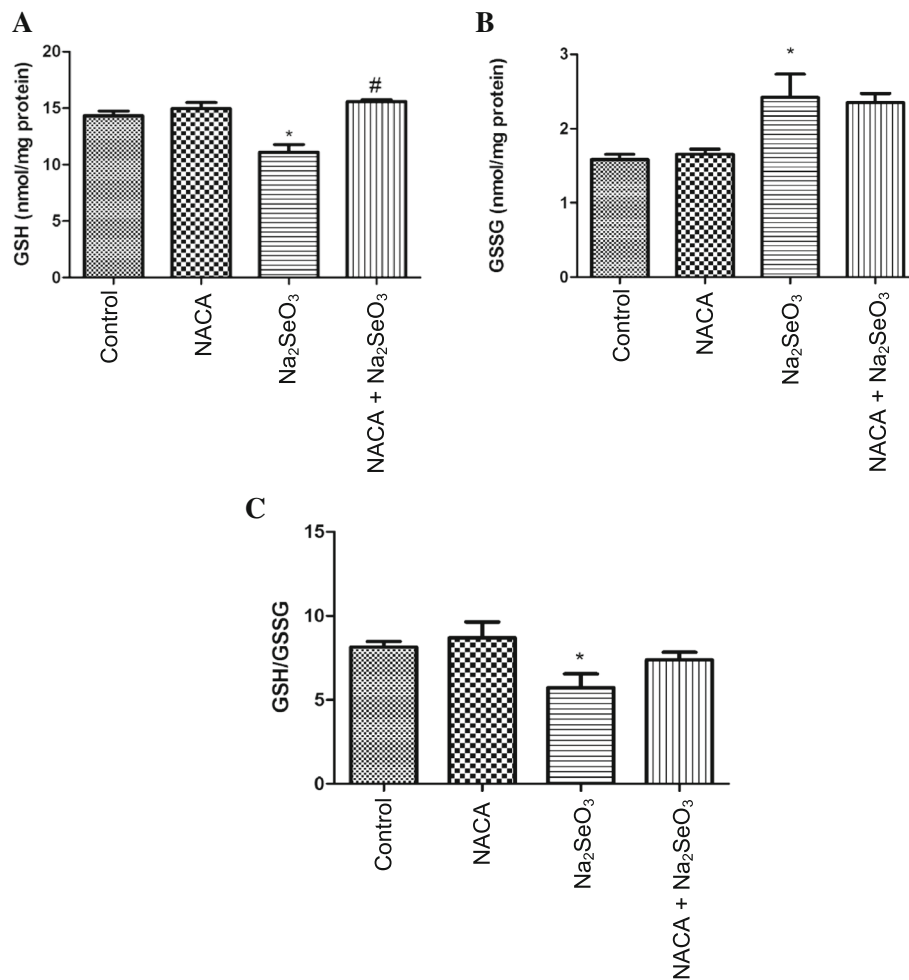 A
GSH (nmol/mg protein)
20
15
10
5
0
*
#
Control
NACA
Na₂SeO₃
NACA + Na₂SeO₃
B
GSSG (nmol/mg protein)
3
2
1
0
*
Control
NACA
Na₂SeO₃
NACA + Na₂SeO₃
C
GSH/GSSG
15
10
5
0
*
Control
NACA
Na₂SeO₃
NACA + Na₂SeO₃